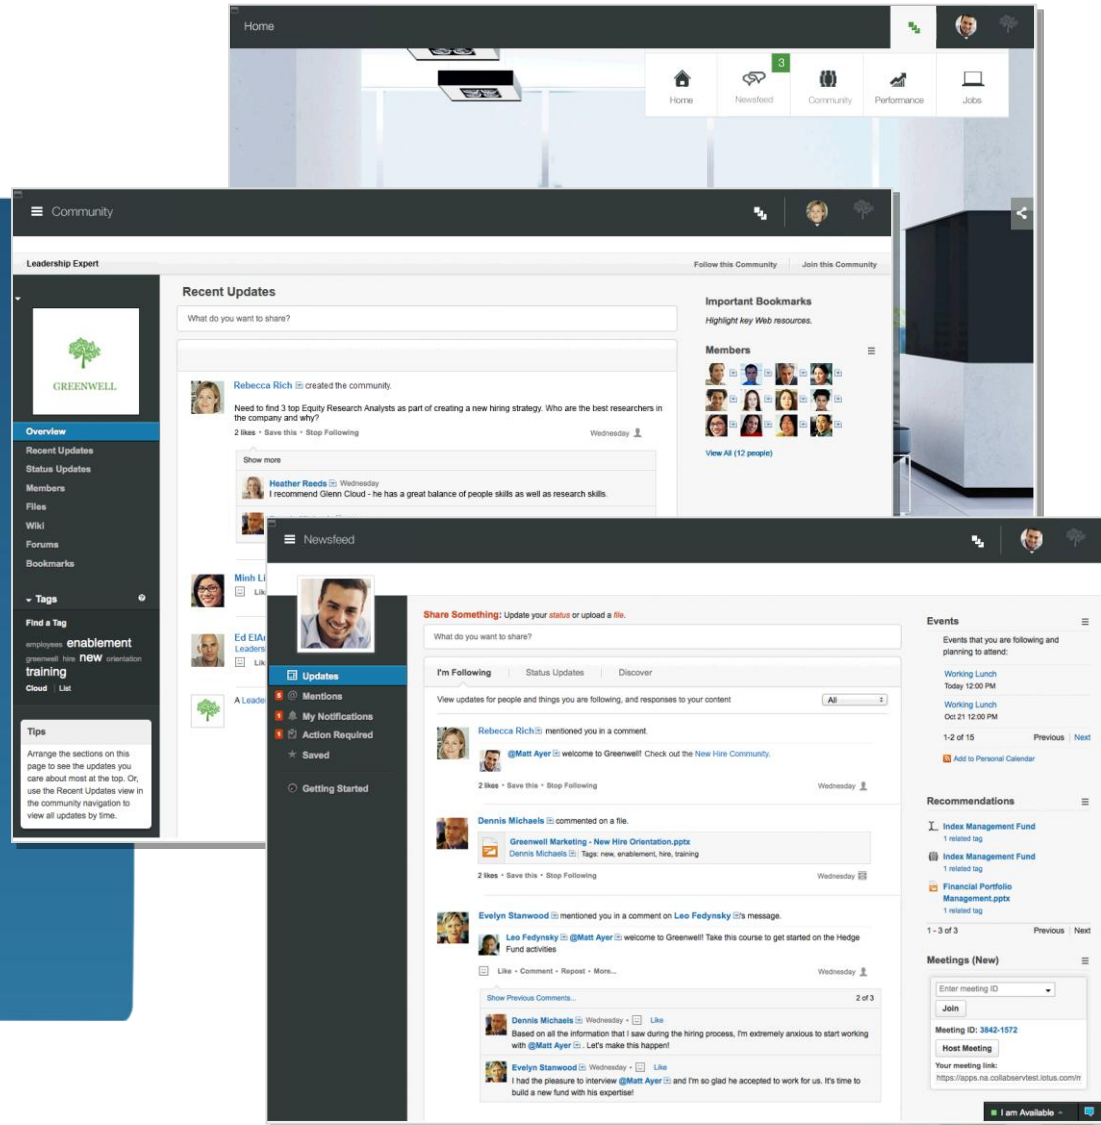 Home
3
Home
Newsfeed
Community
Performance
Jobs
Community
Leadership Expert
Follow this Community
Join this Community
GREENWELL
Overview
Recent Updates
Status Updates
Members
Files
Wiki
Forums
Bookmarks
Tags
Find a Tag
employees enablement
greenwell hire new orientation
training
Cloud | List
Tips
Arrange the sections on this
page to see the updates you
care about most at the top. Or,
use the Recent Updates view in
the community navigation to
view all updates by time.
Recent Updates
What do you want to share?
Rebecca Rich created the community.
Need to find 3 top Equity Research Analysts as part of creating a new hiring strategy. Who are the best researchers in
the company and why?
2 likes • Save this • Stop Following
Wednesday
Show more
Heather Reeds Wednesday
I recommend Glenn Cloud - he has a great balance of people skills as well as research skills.
Minh Li
Lik
Ed ElA
Leaders
Lik
A Leade
Important Bookmarks
Highlight key Web resources.
Members
View All (12 people)
Newsfeed
Updates
5 Mentions
1 My Notifications
1 Action Required
Saved
Getting Started
Share Something: Update your status or upload a file.
What do you want to share?
I'm Following
Status Updates
Discover
View updates for people and things you are following, and responses to your content
All
Rebecca Rich mentioned you in a comment.
@Matt Ayer welcome to Greenwell! Check out the New Hire Community.
2 likes • Save this • Stop Following
Wednesday
Dennis Michaels commented on a file.
Greenwell Marketing - New Hire Orientation.pptx
Dennis Michaels | Tags: new, enablement, hire, training
2 likes • Save this • Stop Following
Wednesday
Evelyn Stanwood mentioned you in a comment on Leo Fedynsky's message.
Leo Fedynsky @Matt Ayer welcome to Greenwell! Take this course to get started on the Hedge
Fund activities
Like • Comment • Repost • More...
Wednesday
Show Previous Comments...
2 of 3
Dennis Michaels Wednesday • Like
Based on all the information that I saw during the hiring process, I'm extremely anxious to start working
with @Matt Ayer . Let's make this happen!
Evelyn Stanwood Wednesday • Like
I had the pleasure to interview @Matt Ayer and I'm so glad he accepted to work for us. It's time to
build a new fund with his expertise!
Events
Events that you are following and
planning to attend:
Working Lunch
Today 12:00 PM
Working Lunch
Oct 21 12:00 PM
1-2 of 15
Previous | Next
Add to Personal Calendar
Recommendations
Index Management Fund
1 related tag
Index Management Fund
1 related tag
Financial Portfolio
Management.pptx
1 related tag
1 - 3 of 3
Previous | Next
Meetings (New)
Enter meeting ID
Join
Meeting ID: 3842-1572
Host Meeting
Your meeting link:
https://apps.na.collabservtest.lotus.com/m
I am Available